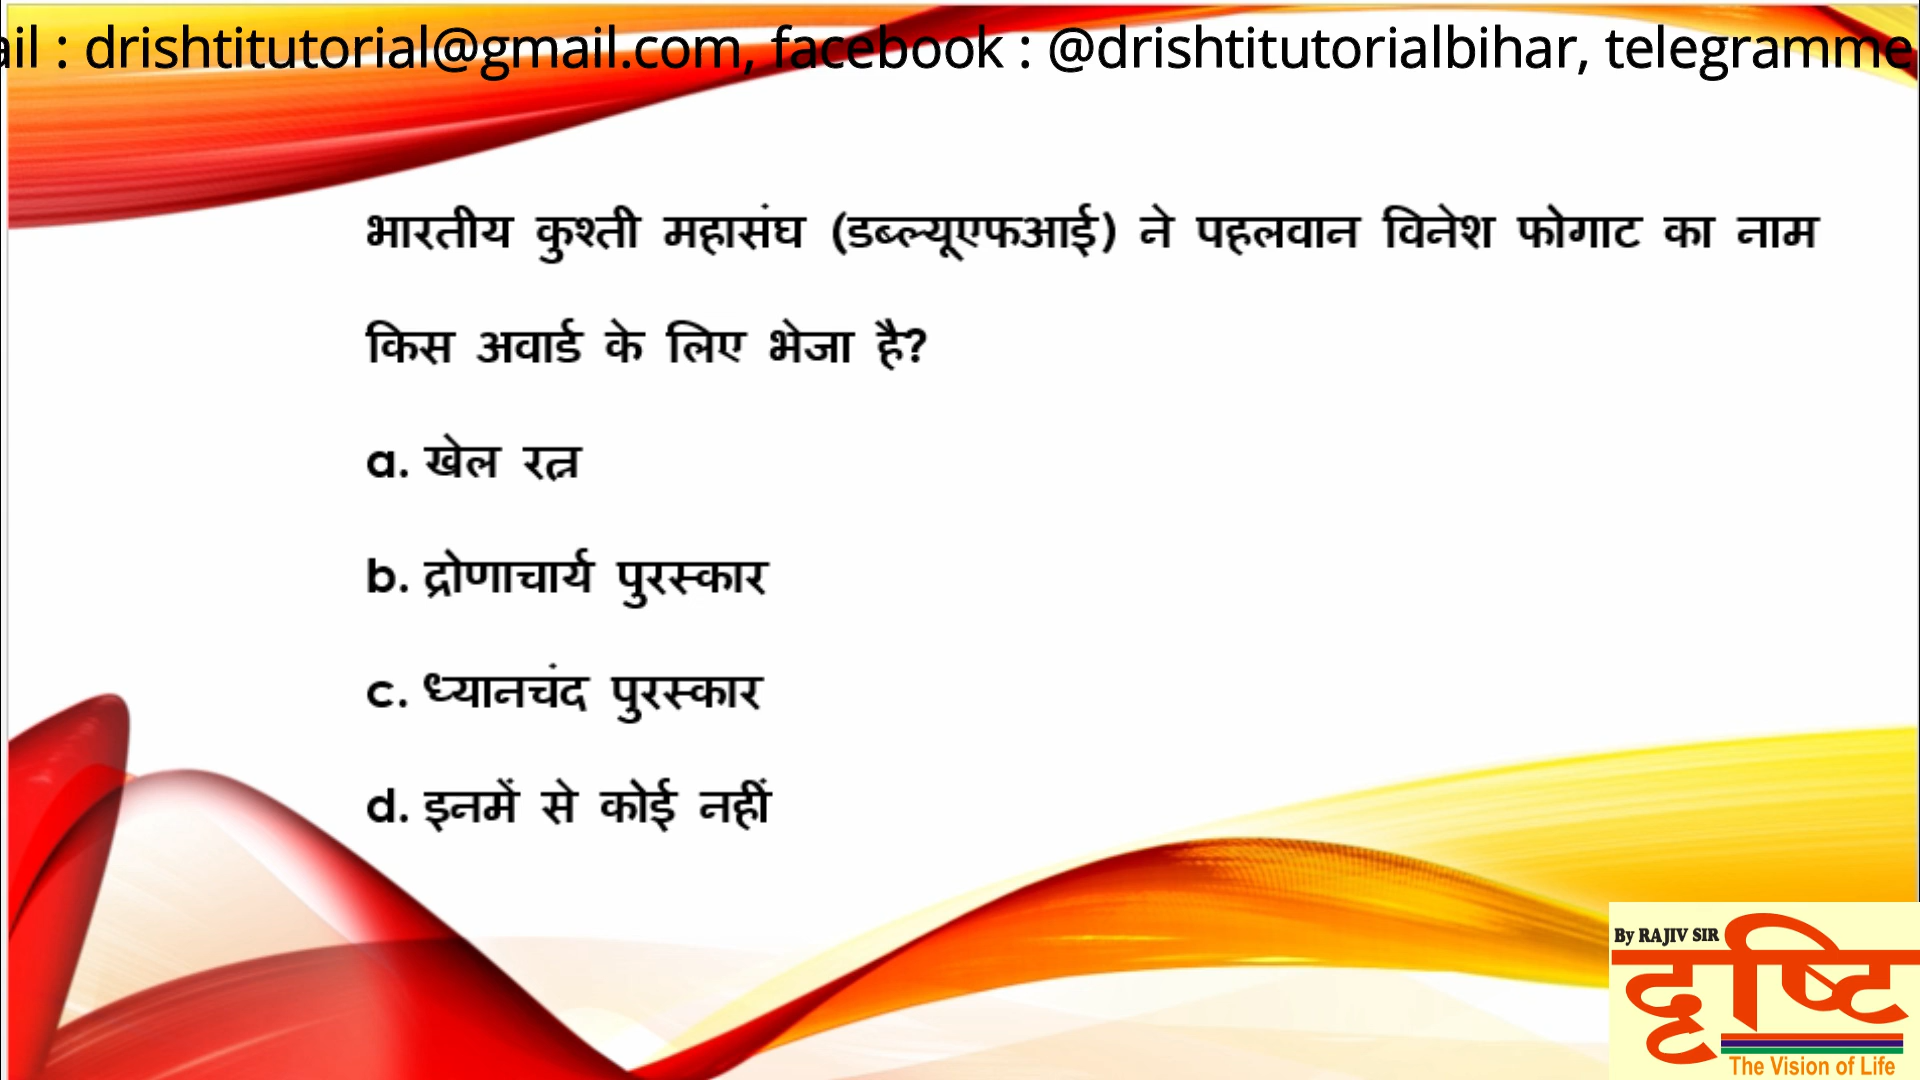 ail : drishtitutorial@gmail.com, facebook : @drishtitutorialbihar, telegramme
भारतीय कुश्ती महासंघ (डब्ल्यूएफआई) ने पहलवान विनेश फोगाट का नाम
किस अवार्ड के लिए भेजा है?
a. खेल रत्न
b. द्रोणाचार्य पुरस्कार
c. ध्यानचंद पुरस्कार
d. इनमें से कोई नहीं
By RAJIV SIR
दृष्टि
The Vision of Life